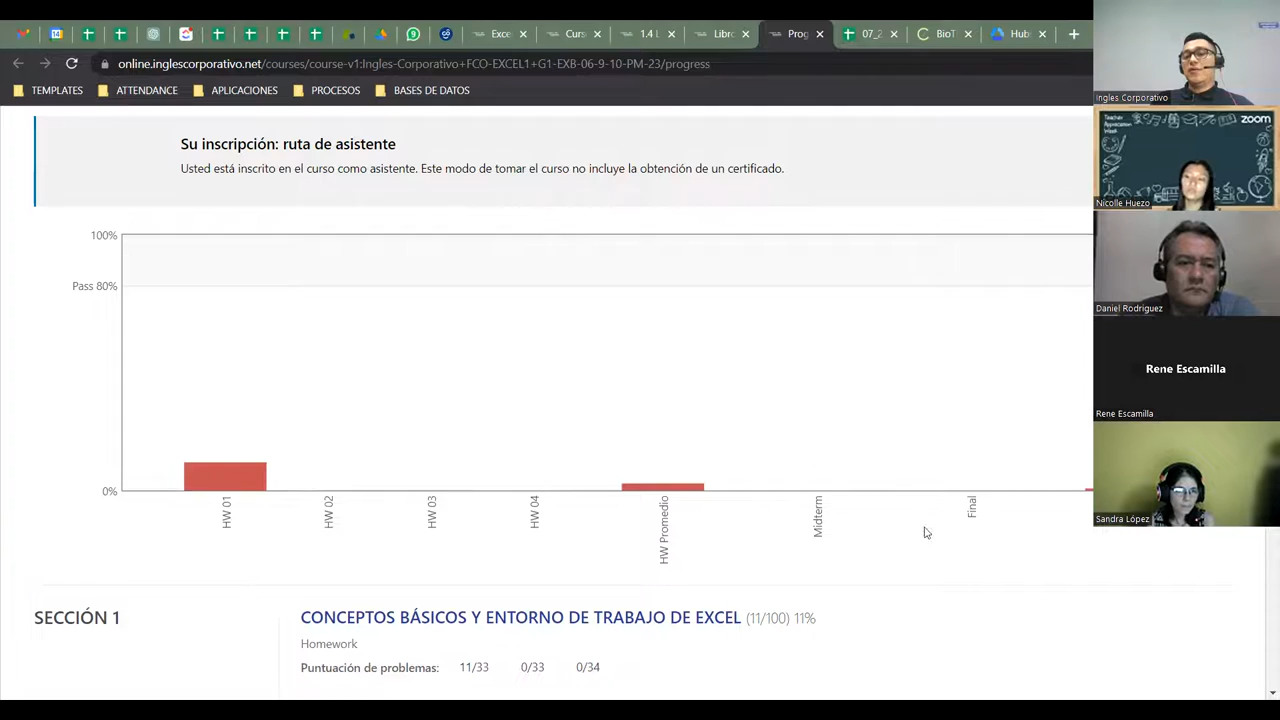 Exce
Curso
1.4 L
Libro
Prog
07_2
BioT
Hub
online.inglescorporativo.net/courses/course-v1:Ingles-Corporativo+FCO-EXCEL1+G1-EXB-06-9-10-PM-23/progress
TEMPLATES
ATTENDANCE
APLICACIONES
PROCESOS
BASES DE DATOS
Su inscripción: ruta de asistente
Usted está inscrito en el curso como asistente. Este modo de tomar el curso no incluye la obtención de un certificado.
100%
Pass 80%
0%
HW 01
HW 02
HW 03
HW 04
HW Promedio
Midterm
Final
SECCIÓN 1
CONCEPTOS BÁSICOS Y ENTORNO DE TRABAJO DE EXCEL (11/100) 11%
Homework
Puntuación de problemas: 11/33 0/33 0/34
Ingles Corporativo
Teacher
Appreciation
Week
zoom
Nicolle Huezo
Daniel Rodriguez
Rene Escamilla
Rene Escamilla
Sandra López